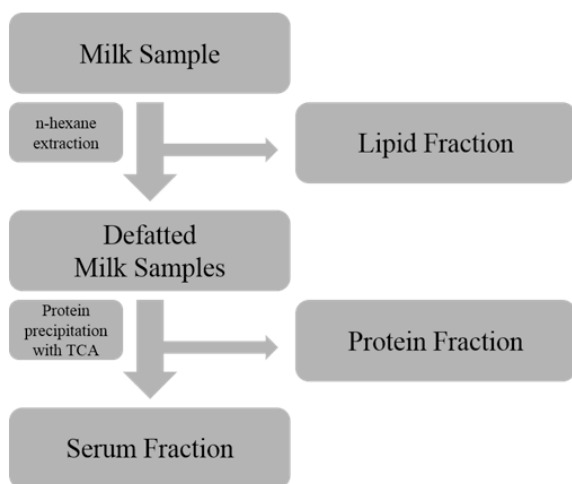 Milk Sample
n-hexane
extraction
Lipid Fraction
Defatted
Milk Samples
Protein
precipitation
with TCA
Protein Fraction
Serum Fraction